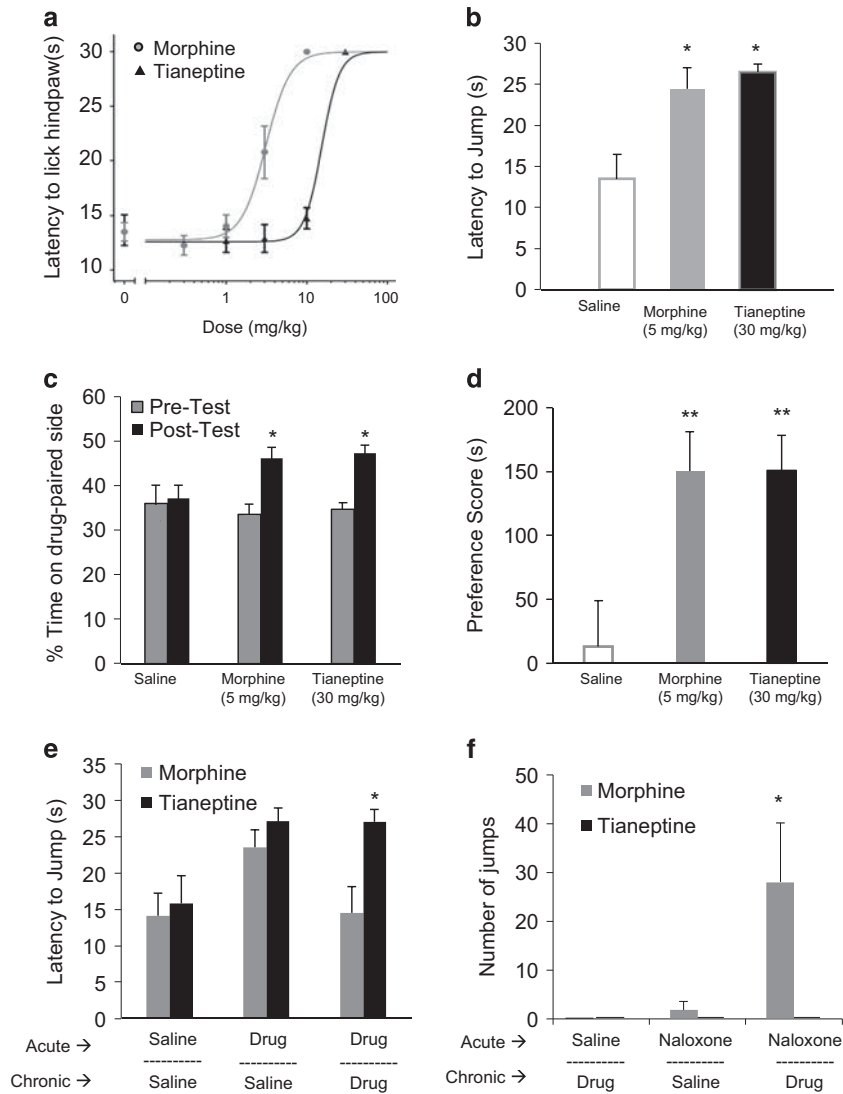 a
Latency to lick hindpaw(s)
30
25
20
15
10
Morphine
Tianeptine
0 1 10 100
Dose (mg/kg)
b
Latency to Jump (s)
30
25
20
15
10
5
0
* *
Saline Morphine Tianeptine
(5 mg/kg) (30 mg/kg)
c
% Time on drug-paired side
60
50
40
30
20
10
0
Pre-Test
Post-Test
* *
Saline Morphine Tianeptine
(5 mg/kg) (30 mg/kg)
d
Preference Score (s)
200
150
100
50
0
** **
Saline Morphine Tianeptine
(5 mg/kg) (30 mg/kg)
e
Latency to Jump (s)
35
30
25
20
15
10
5
0
Morphine
Tianeptine
*
Acute → Saline Drug Drug
----------- ----------- -----------
Chronic → Saline Saline Drug
f
Number of jumps
50
40
30
20
10
0
Morphine
Tianeptine
*
Acute → Saline Naloxone Naloxone
----------- ----------- -----------
Chronic → Drug Saline Drug